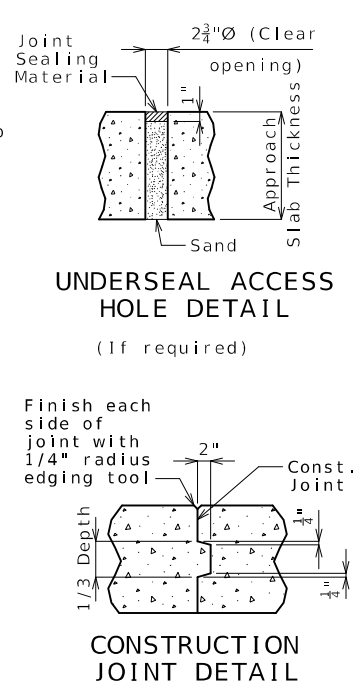 Joint
Sealing
Material
2 3/4"Ø (Clear
opening)
1"
Approach
Slab Thickness
Sand
UNDERSEAL ACCESS
HOLE DETAIL
(If required)
Finish each
side of
joint with
1/4" radius
edging tool
2"
Const.
Joint
1/4"
1/3 Depth
1/4"
CONSTRUCTION
JOINT DETAIL